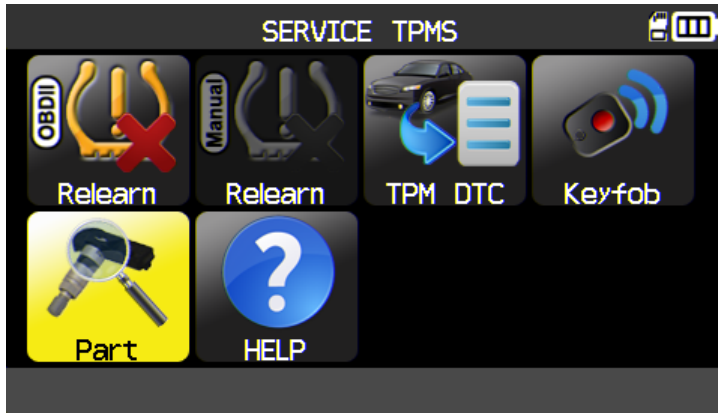 SERVICE TPMS
OBDII
Relearn
Manual
Relearn
TPM DTC
Keyfob
Part
?
HELP